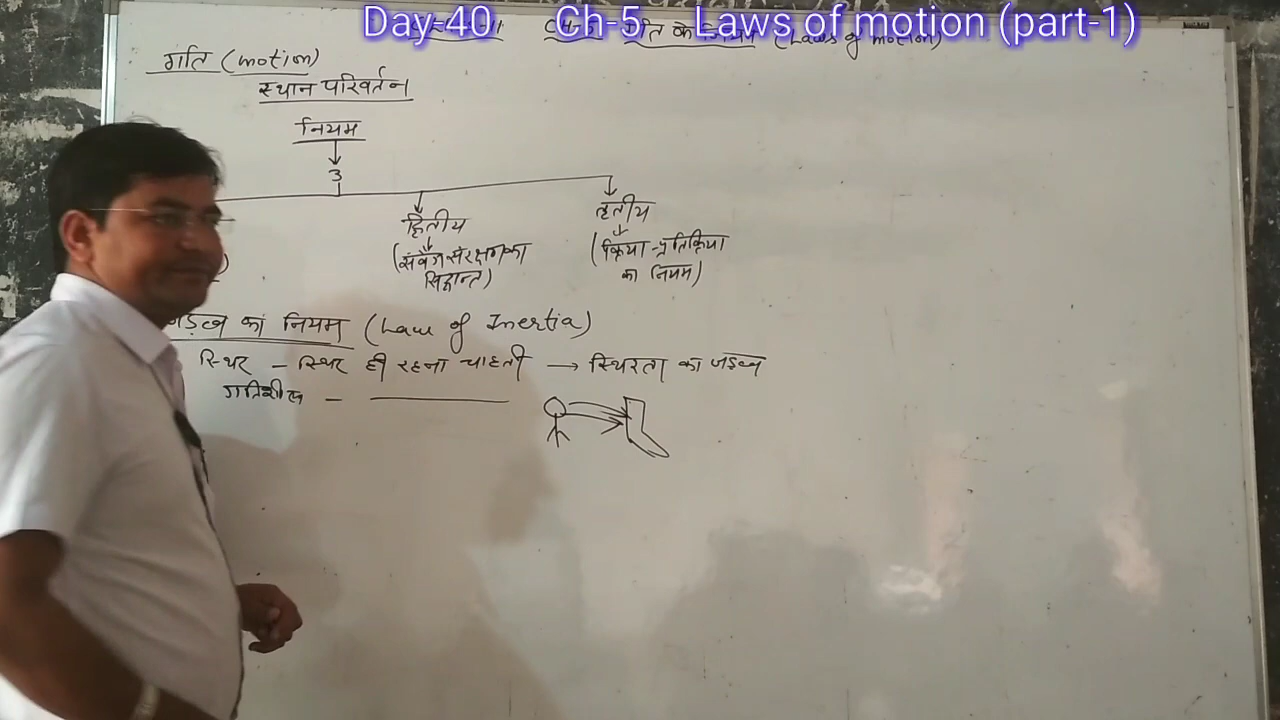 Day-40 Ch-5 Laws of motion (part-1)
गति के नियम (Laws of motion)
गति (motion)
स्थान परिवर्तन
नियम
3
द्वितीय
तृतीय
(संवेग संरक्षण का
सिद्धान्त)
(क्रिया-प्रतिक्रिया
का नियम)
जड़त्व का नियम (Law of Inertia)
स्थिर - स्थिर ही रहना चाहती → स्थिरता का जड़त्व
गतिशील -